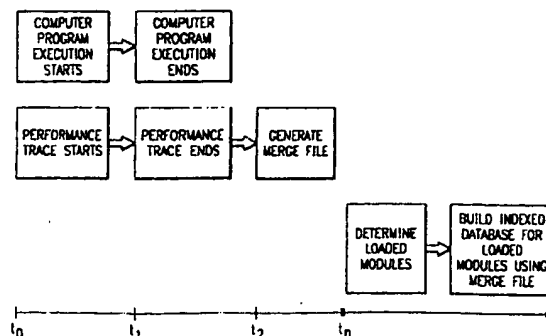 COMPUTER
PROGRAM
EXECUTION
STARTS
COMPUTER
PROGRAM
EXECUTION
ENDS
PERFORMANCE
TRACE STARTS
PERFORMANCE
TRACE ENDS
GENERATE
MERGE FILE
DETERMINE
LOADED
MODULES
BUILD INDEXED
DATABASE FOR
LOADED
MODULES USING
MERGE FILE
t0 t1 t2 tn